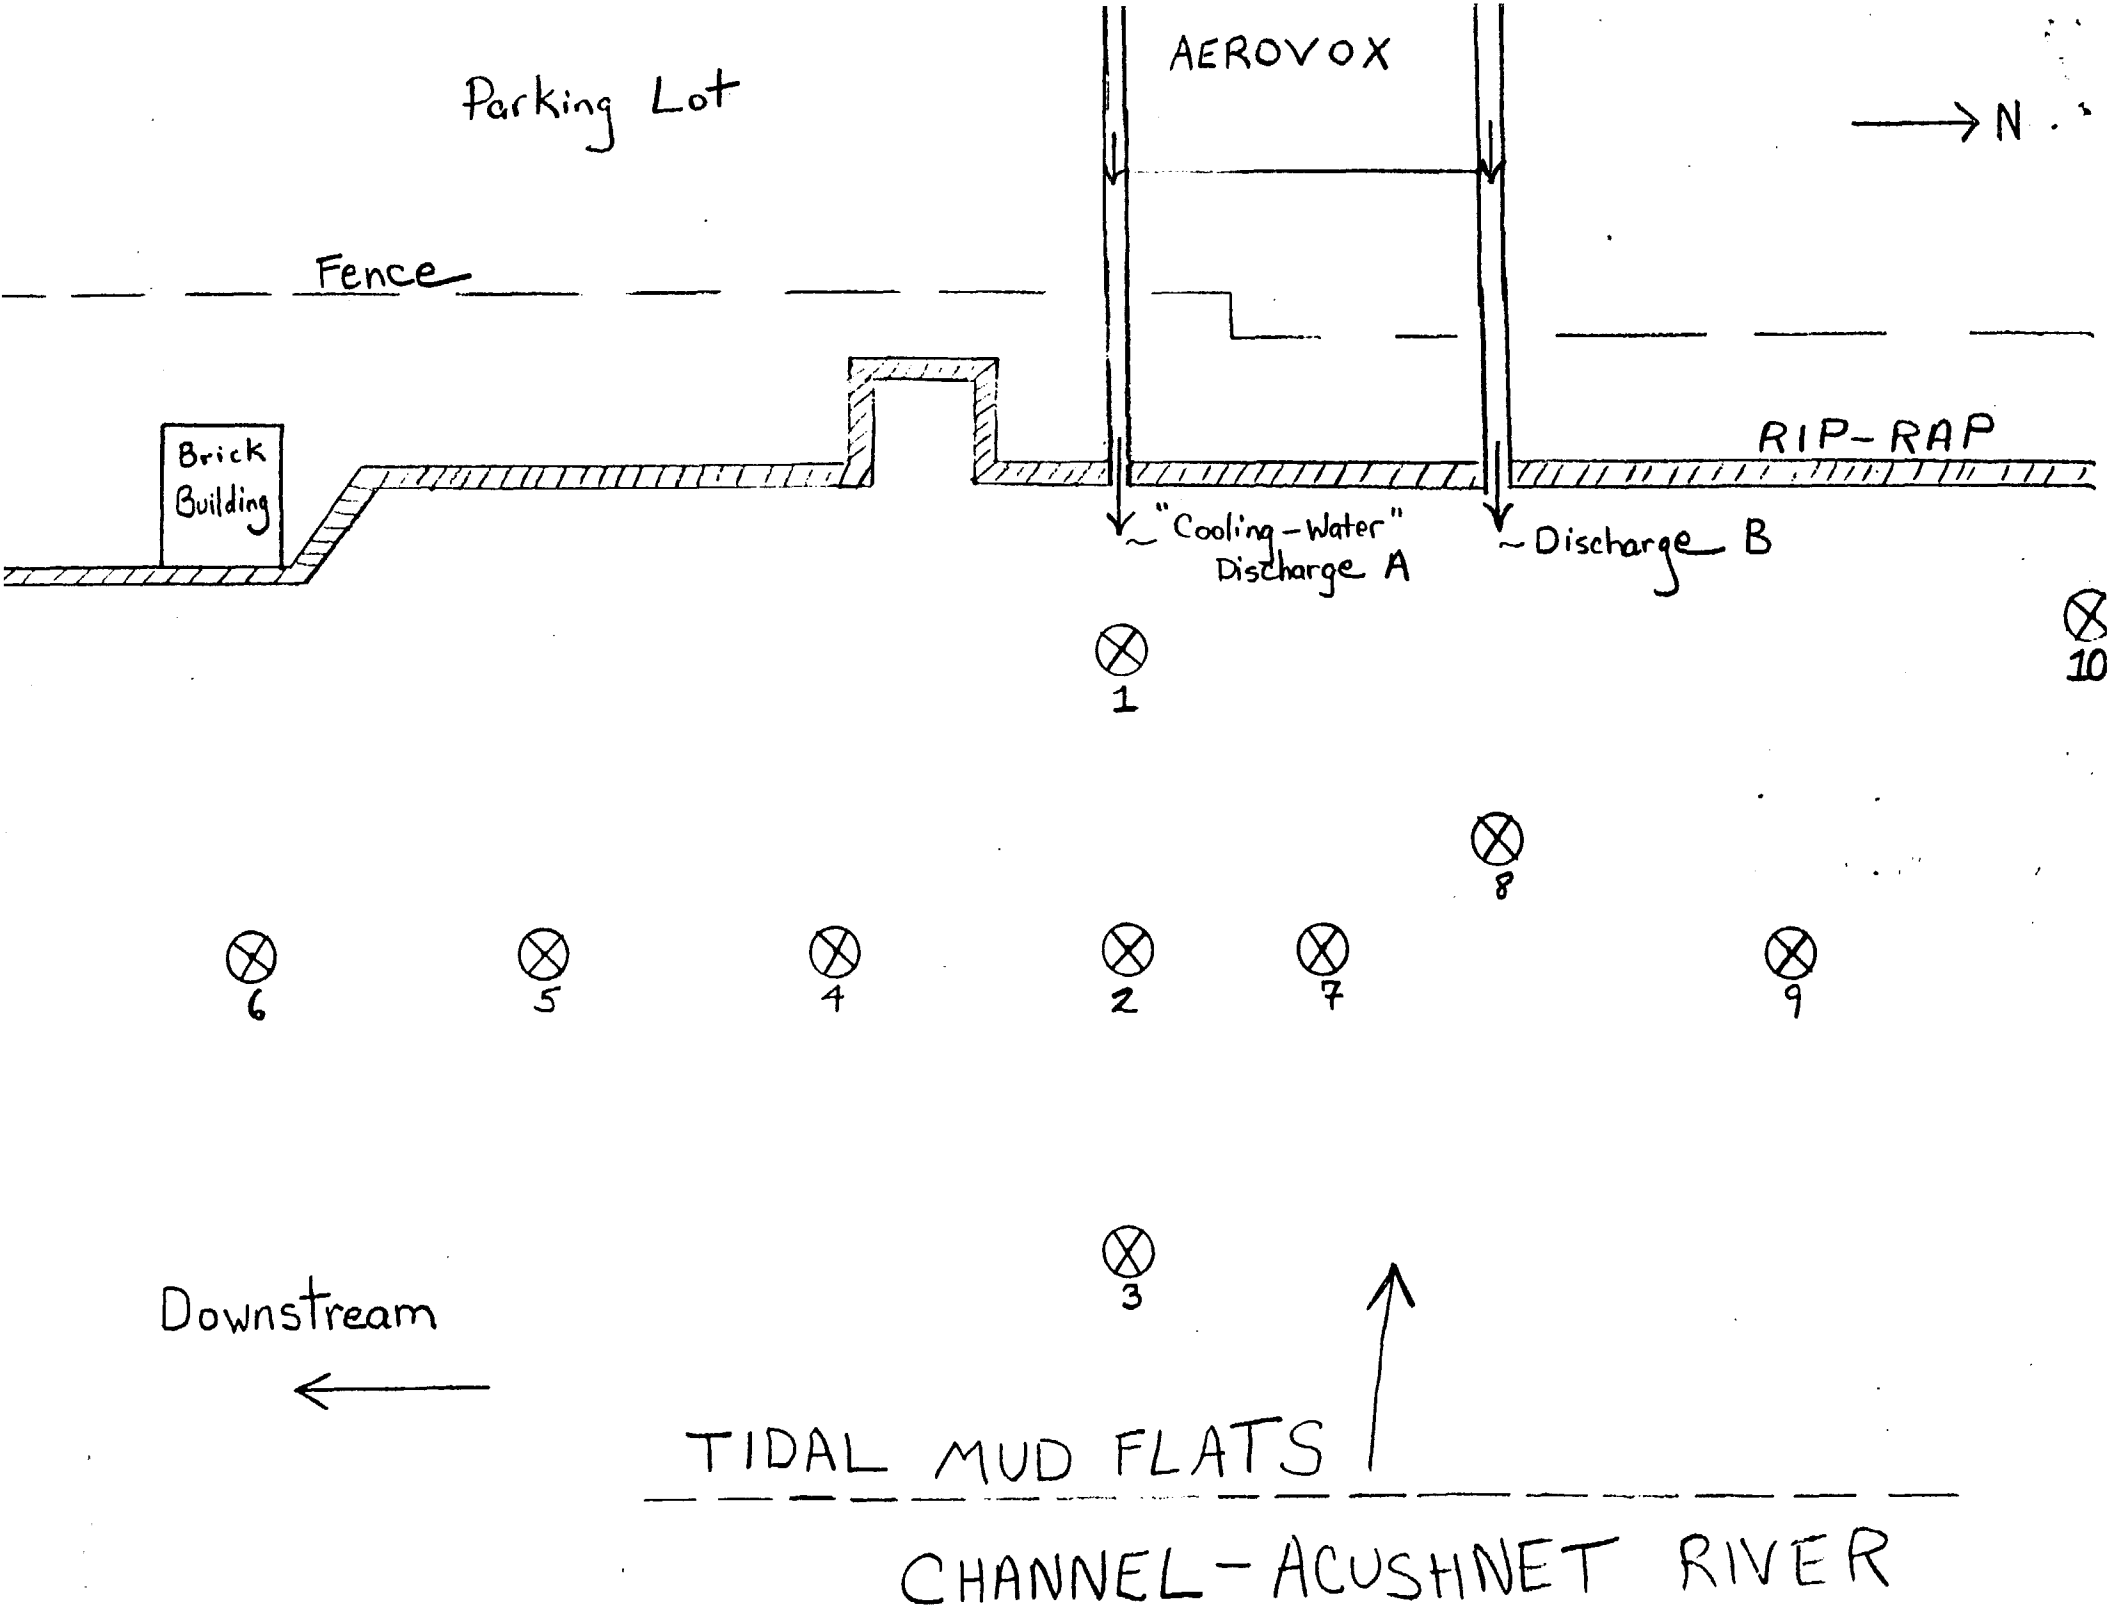 AEROVOX
Parking Lot
N
Fence
RIP-RAP
Brick
Building
~ "Cooling-Water"
Discharge A
~ Discharge B
1
10
8
6
5
4
2
7
9
3
Downstream
TIDAL MUD FLATS
CHANNEL-ACUSHNET RIVER